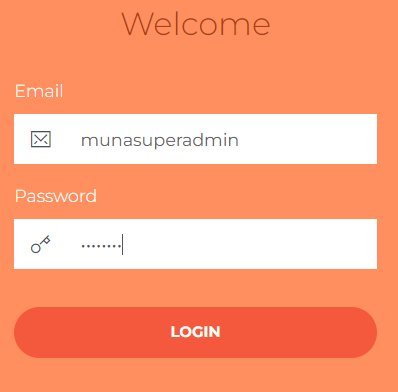 Welcome
Email
munasuperadmin
Password
••••••••
LOGIN